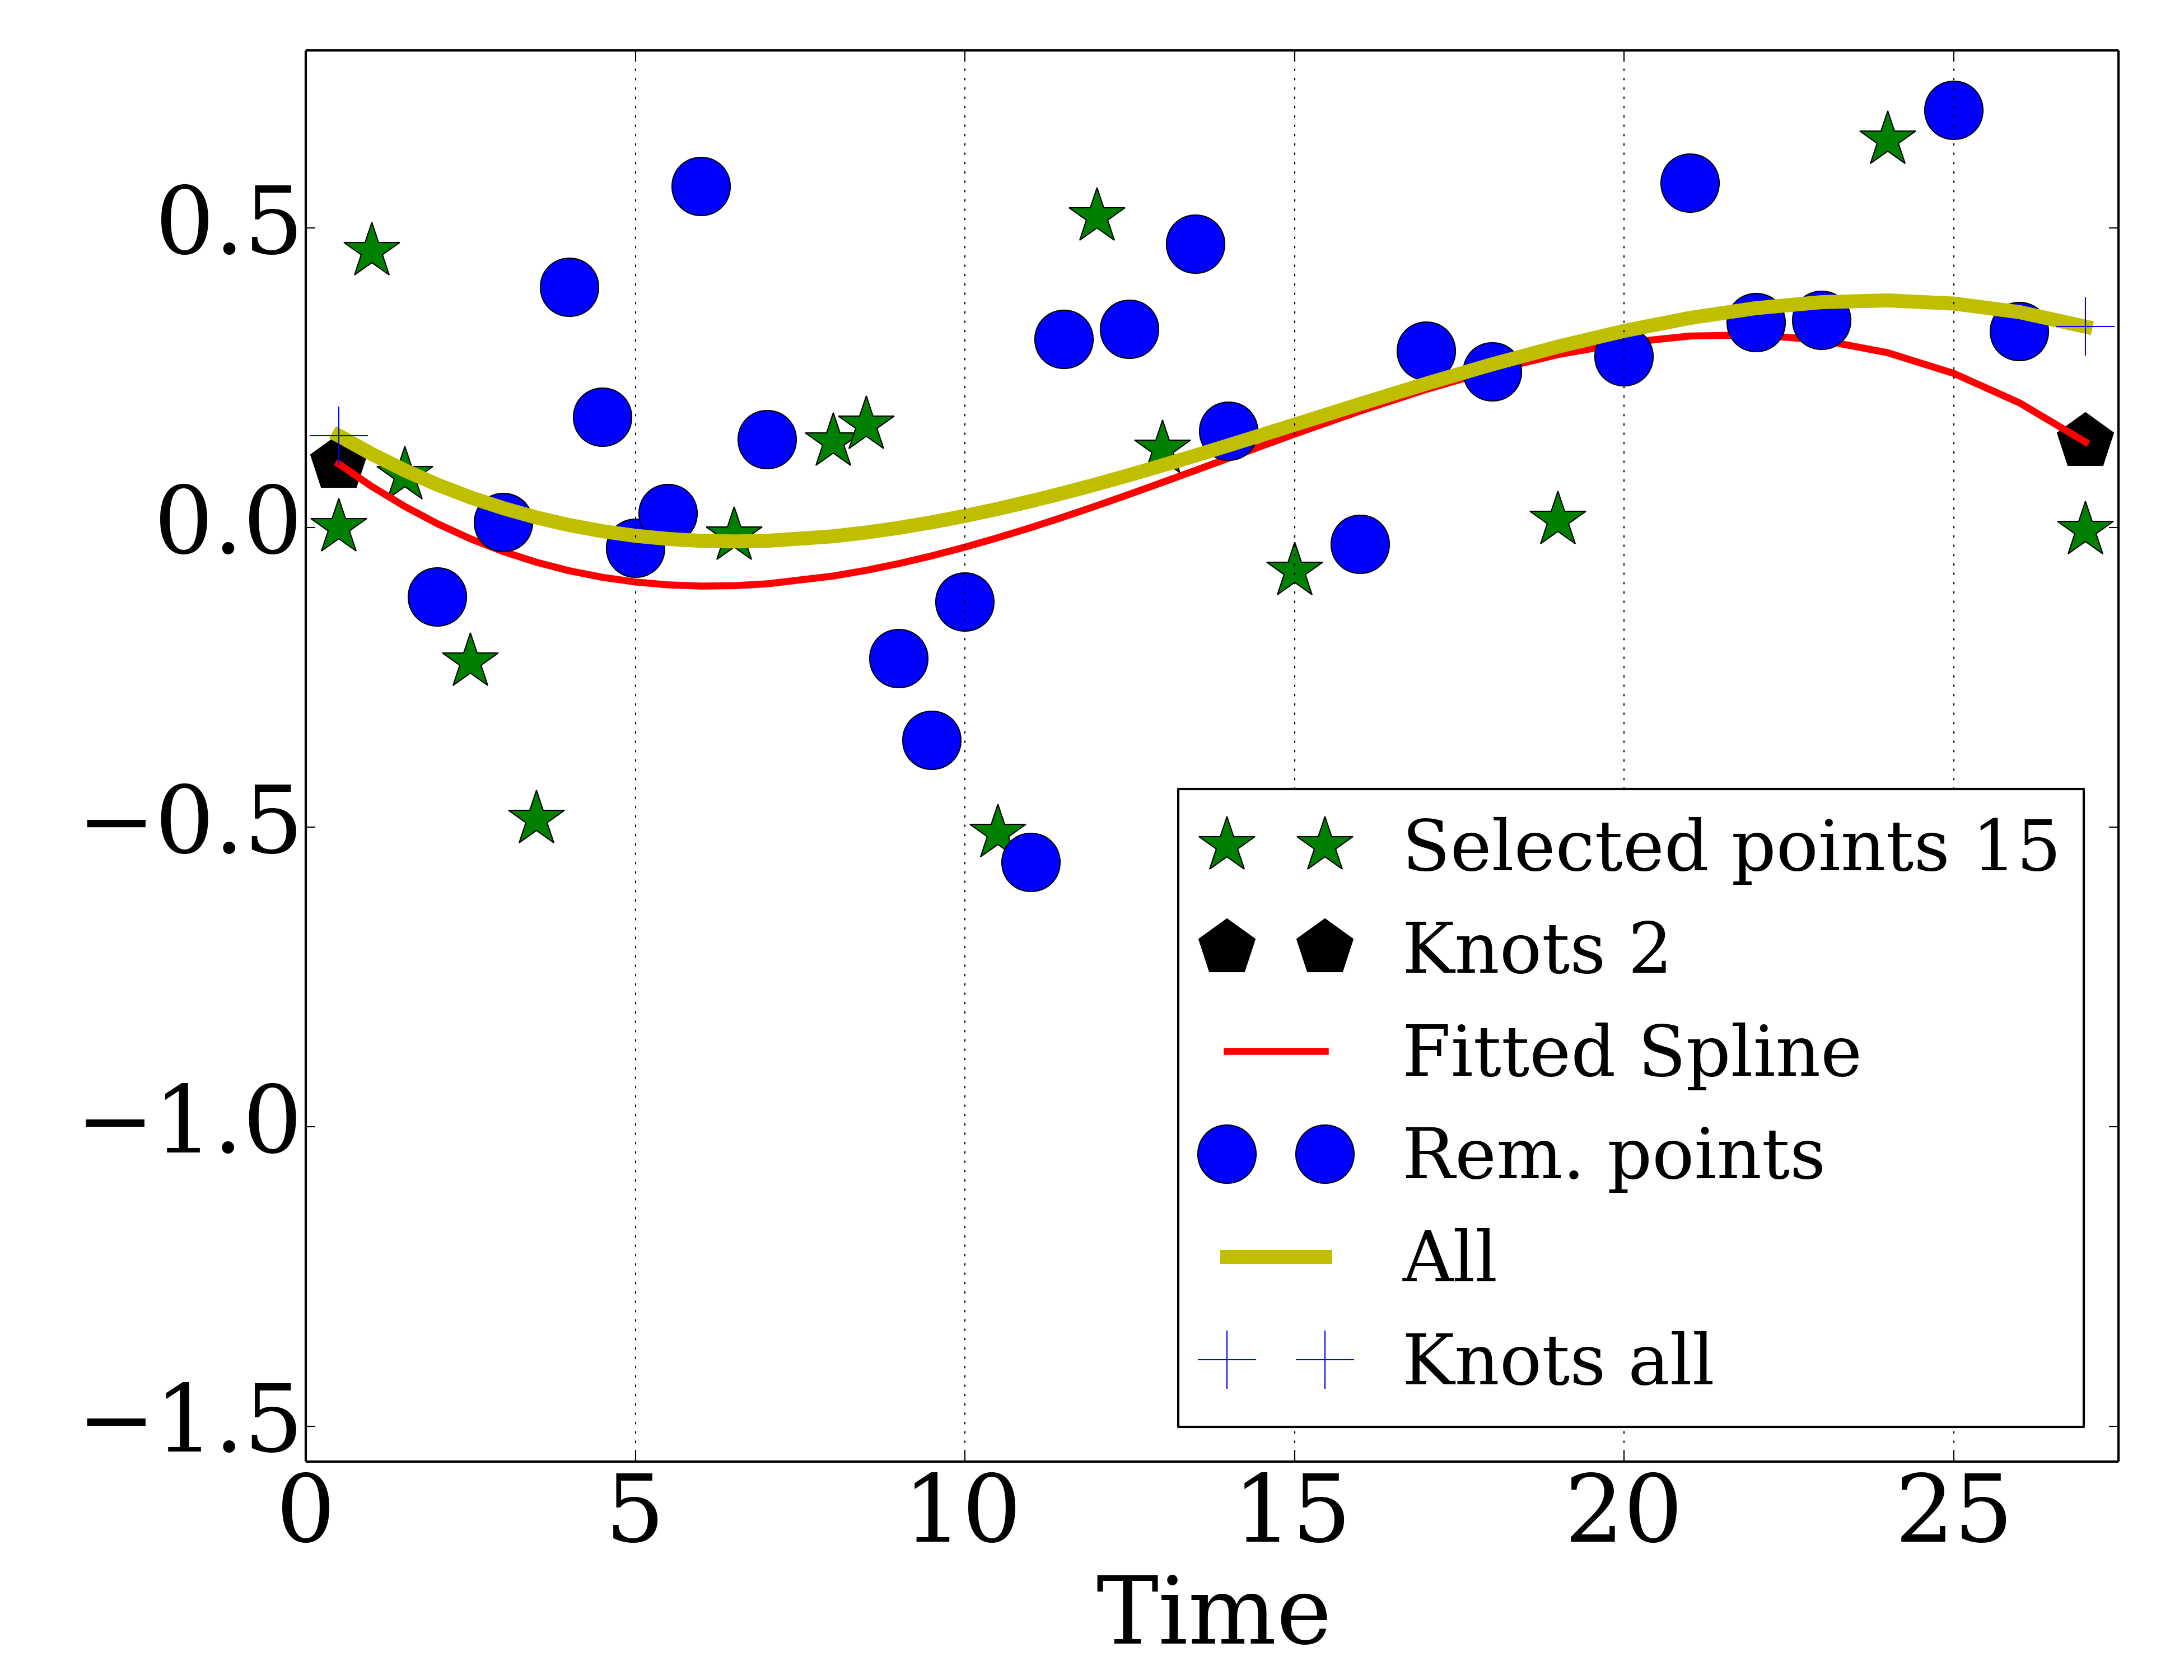 0.5
0.0
−0.5
−1.0
−1.5
Selected points 15
Knots 2
Fitted Spline
Rem. points
All
Knots all
0 5 10 15 20 25
Time